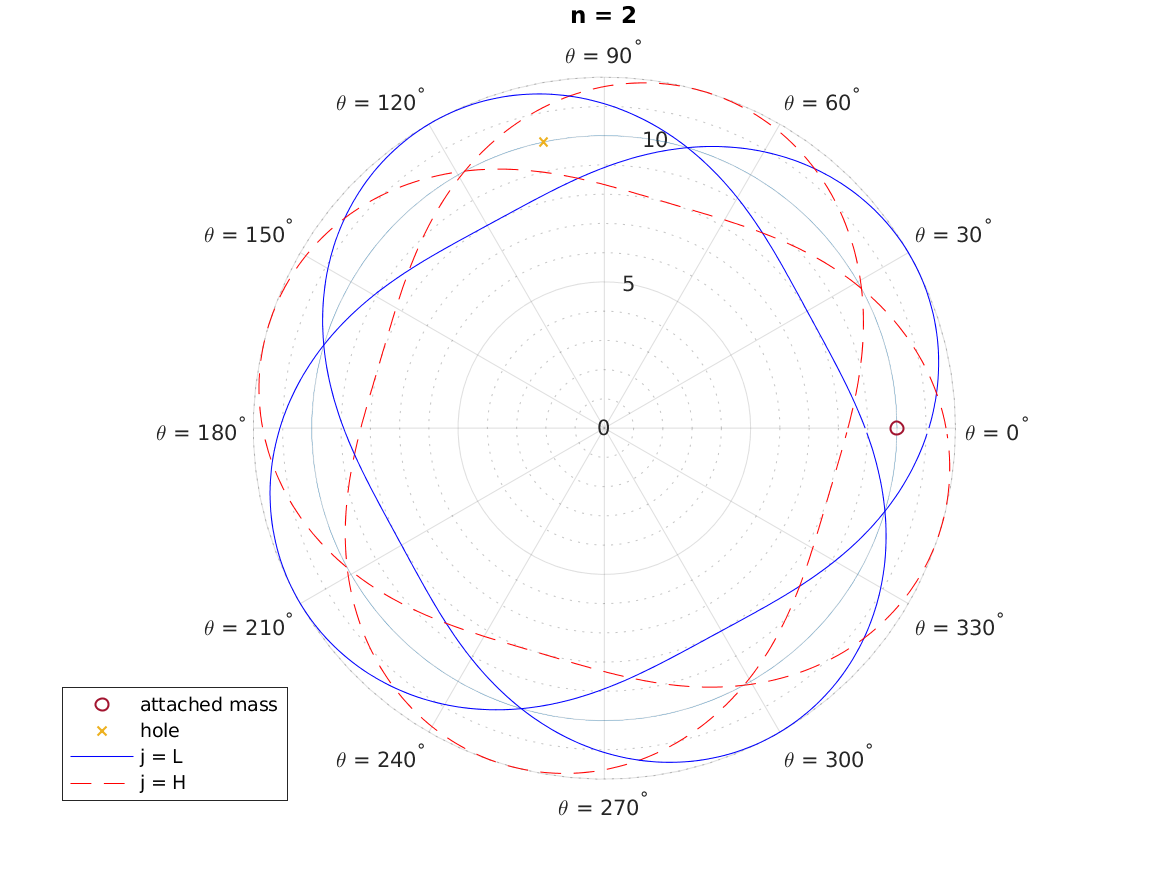 n = 2
θ = 90°
θ = 120°
θ = 60°
10
θ = 150°
θ = 30°
5
θ = 180°
0
θ = 0°
θ = 210°
θ = 330°
attached mass
hole
j = L
j = H
θ = 240°
θ = 300°
θ = 270°